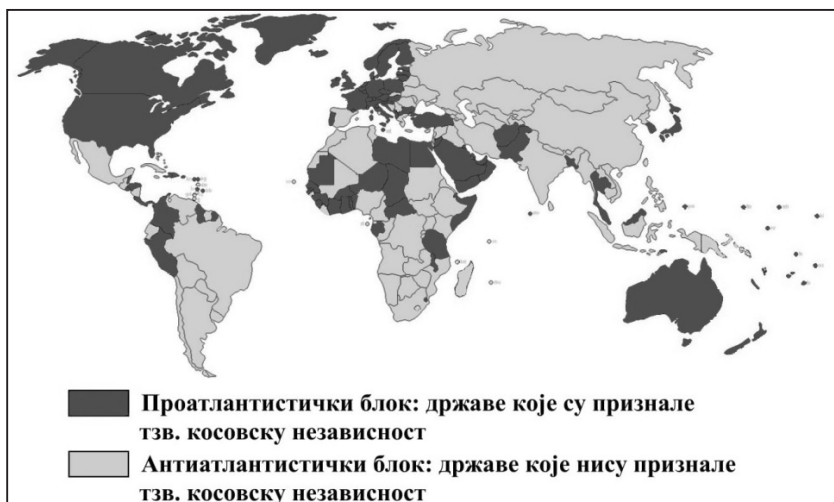 Проатлантистички блок: државе које су признале
тзв. косовску независност
Антиатлантистички блок: државе које нису признале
тзв. косовску независност